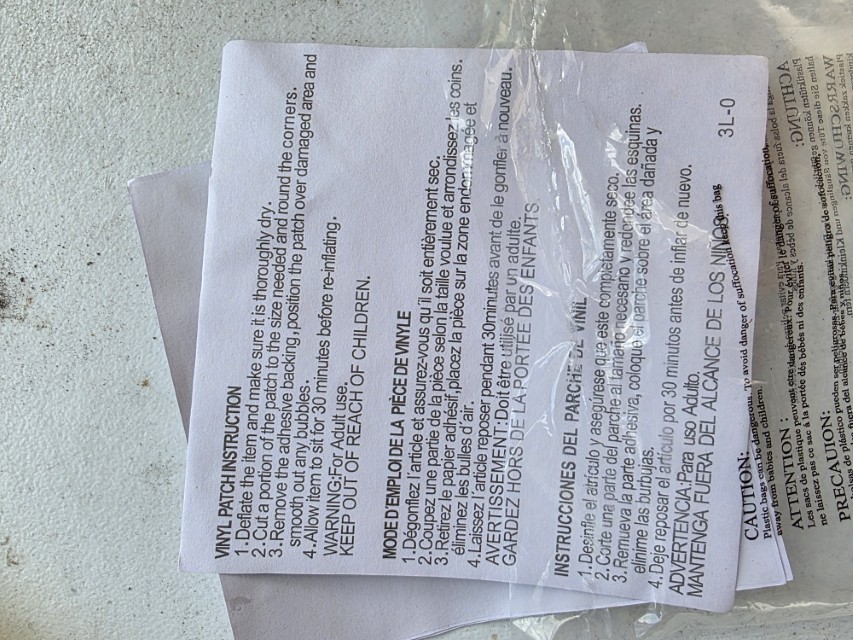 VINYL PATCH INSTRUCTION
1.Deflate the item and make sure it is thoroughly dry.
2.Cut a portion of the patch to the size needed and round the corners.
3.Remove the adhesive backing,position the patch over damaged area and
smooth out any bubbles.
4.Allow item to sit for 30 minutes before re-inflating.
WARNING:For Adult use.
KEEP OUT OF REACH OF CHILDREN.
MODE D´EMPLOI DE LA PIÈCE DE VINYLE
1.Dégonflez l´article et assurez-vous qu´il soit entièrement sec.
2.Coupez une partie de la pièce selon la taille voulue et arrondissez les coins.
3.Retirez le papier adhésif,placez la pièce sur la zone endommagée et
éliminez les bulles d´air.
4.Laissez l´article reposer pendant 30minutes avant de le gonfler à nouveau.
AVERTISSEMENT:Doit être utilisé par un adulte.
GARDEZ HORS DE LA PORTÉE DES ENFANTS
INSTRUCCIONES DEL PARCHE DE VINIL
1.Desinfle el atrículo y asegúrese que este completamente seco.
2.Corte una parte del parche al tamaño necesario y redondee las esquinas.
3.Remueva la parte adhesiva, coloque el parche sobre el área dañada y
elinime las burbujas.
4.Deje reposar el artículo por 30 minutos antes de inflar de nuevo.
ADVERTENCIA:Para uso Adulto.
MANTENGA FUERA DEL ALCANCE DE LOS NIÑOS.
3L-0
CAUTION:
Plastic bags can be dangerous. To avoid danger of suffocation keep this bag
away from babies and children.
ATTENTION :
Les sacs de plastique peuvent etre dangereux. Pour éviter le danger of suffocation,
ne laissez pas ce sac à la portée dés bébés ni des enfants.
PRECAUION:
bolsas de plástico pueden ser peligrosas. Para evitar peligro de sofocación,
fuera del alcance de bebes y niños.
ACHTUNG:
WARRSCHUWING: